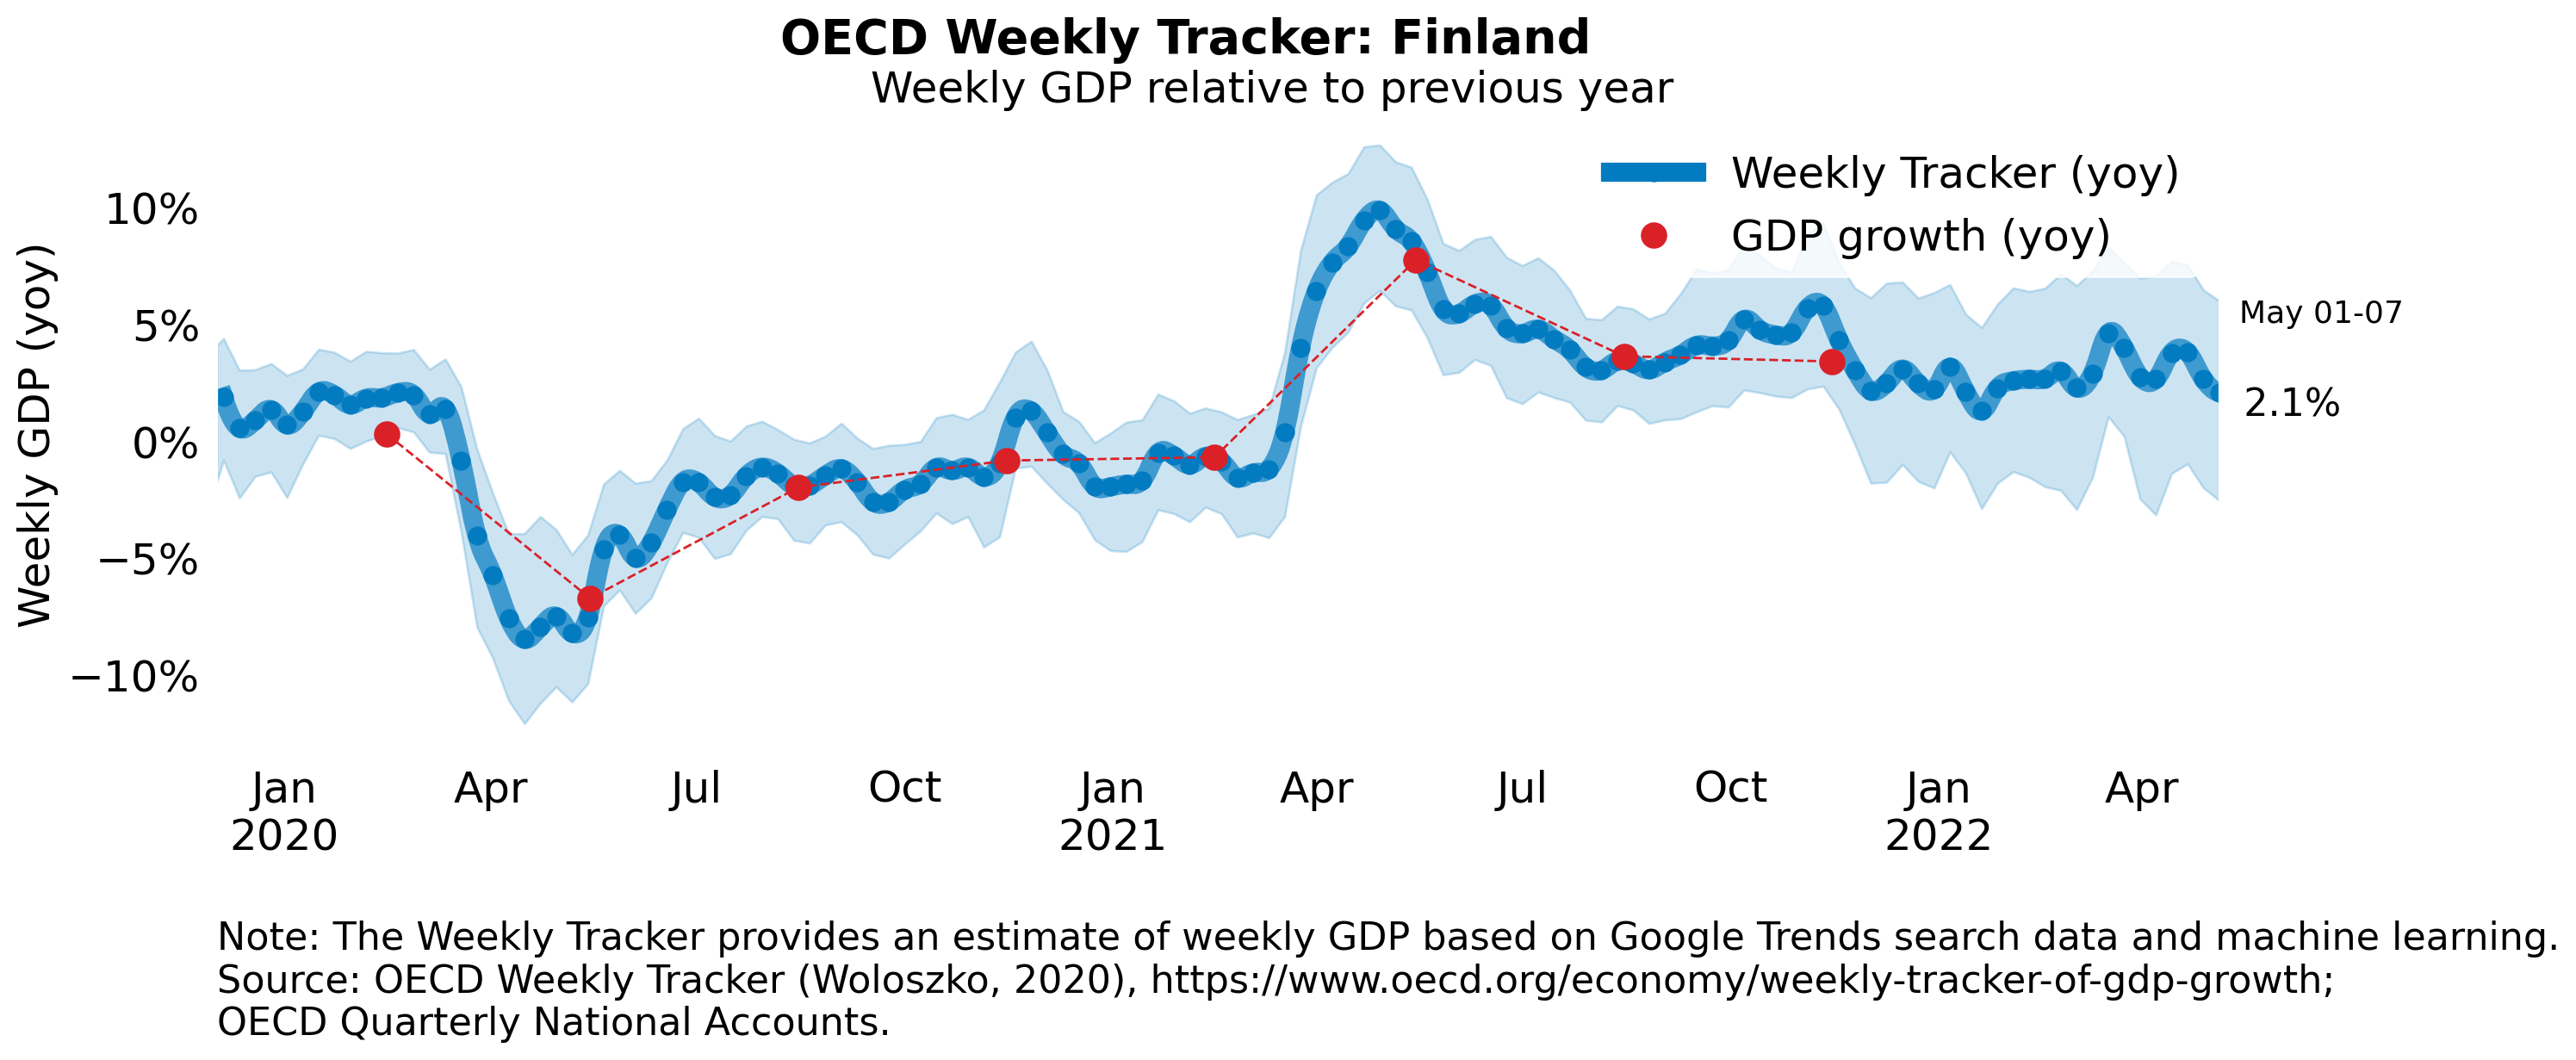 OECD Weekly Tracker: Finland
Weekly GDP relative to previous year
Weekly Tracker (yoy)
GDP growth (yoy)
Weekly GDP (yoy)
10%
5%
0%
−5%
−10%
May 01-07
2.1%
Jan Apr Jul Oct Jan Apr Jul Oct Jan Apr
2020 2021 2022
Note: The Weekly Tracker provides an estimate of weekly GDP based on Google Trends search data and machine learning.
Source: OECD Weekly Tracker (Woloszko, 2020), https://www.oecd.org/economy/weekly-tracker-of-gdp-growth;
OECD Quarterly National Accounts.